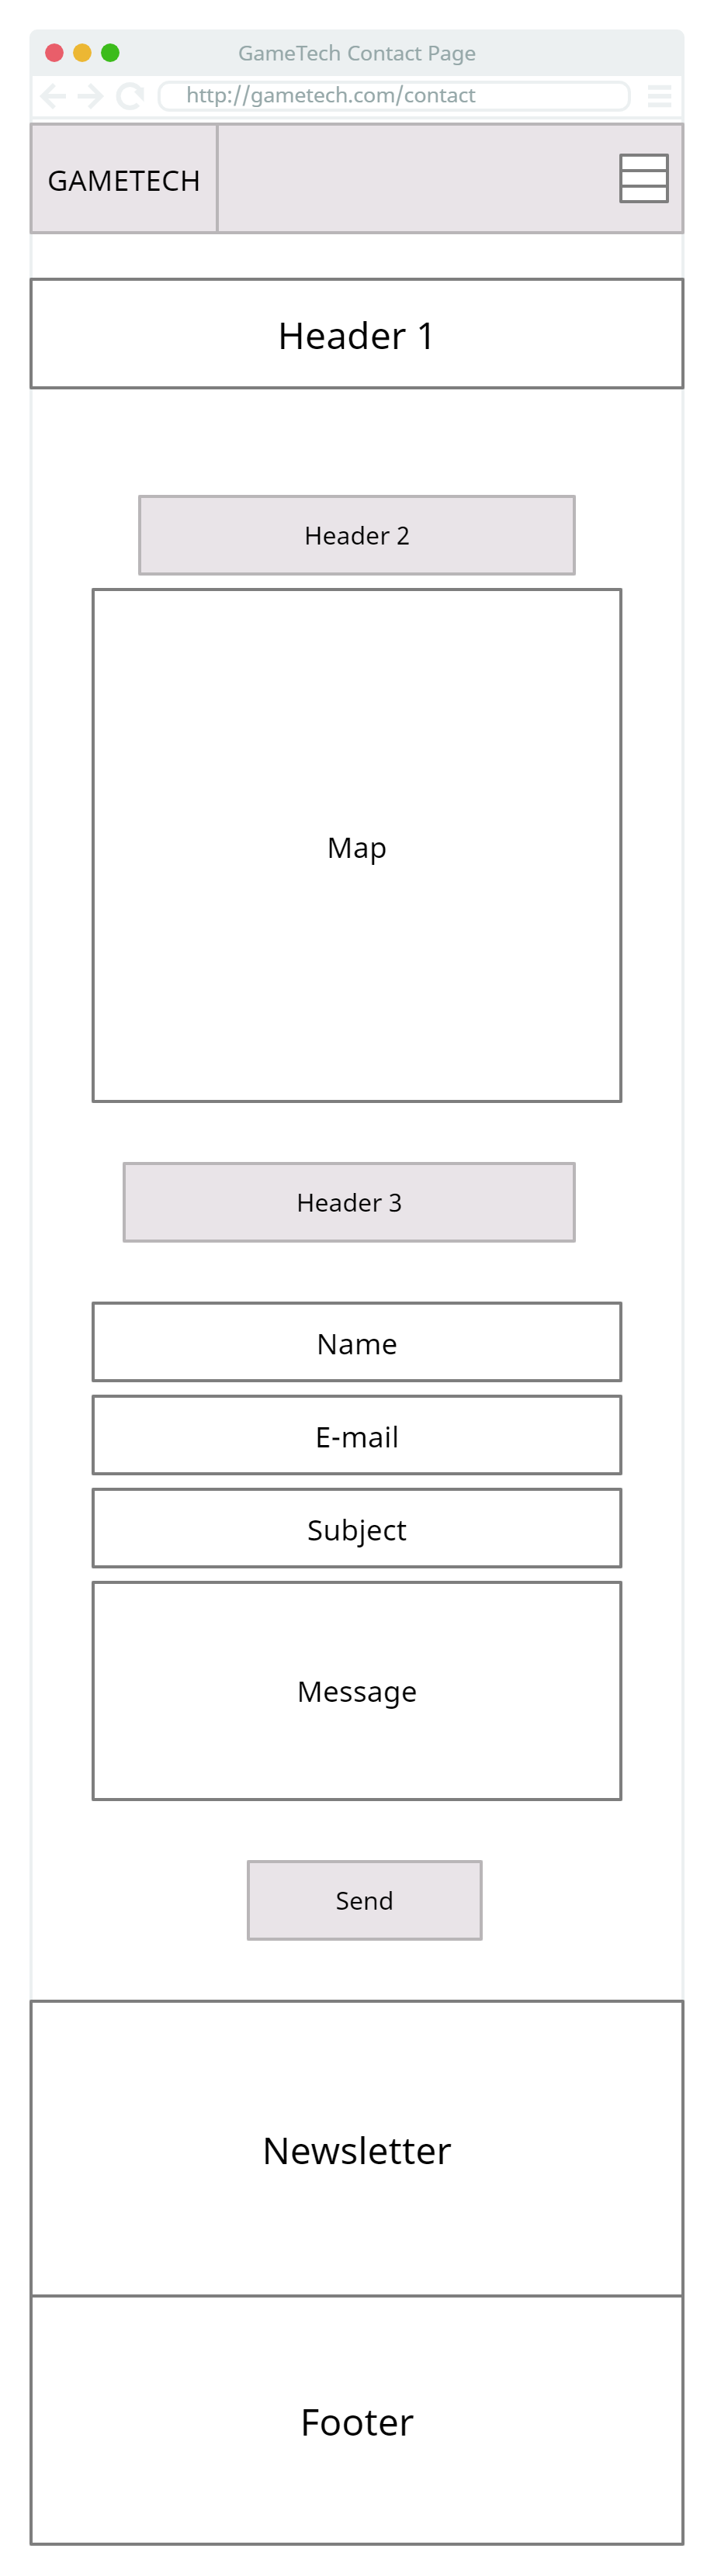 GameTech Contact Page
http://gametech.com/contact
GAMETECH
Header 1
Header 2
Map
Header 3
Name
E-mail
Subject
Message
Send
Newsletter
Footer